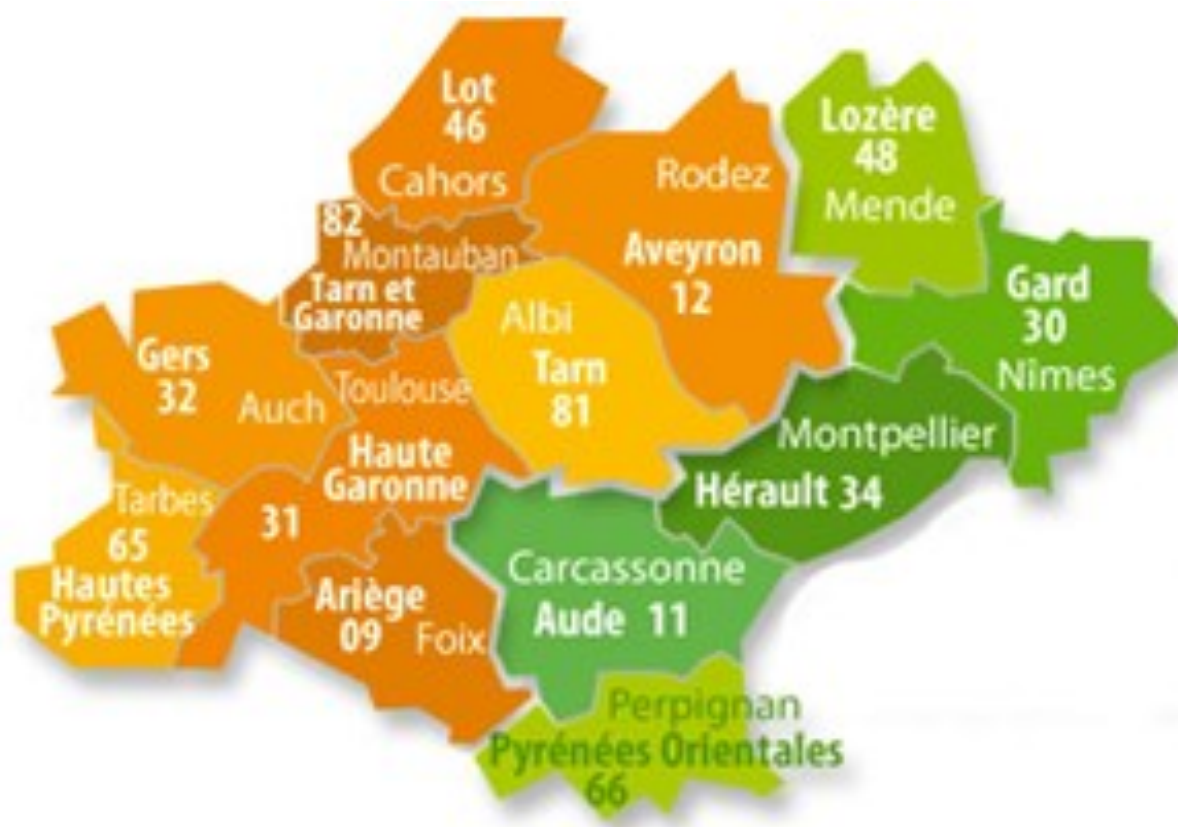 Lot
46
Cahors
Rodez
Aveyron
12
Lozère
48
Mende
82
Montauban
Tarn et
Garonne
Gard
30
Nîmes
Albi
Tarn
81
Gers
32
Auch
Toulouse
Haute
Garonne
31
Montpellier
Hérault 34
Tarbes
65
Hautes
Pyrénées
Ariège
09
Foix
Carcassonne
Aude 11
Perpignan
Pyrénées Orientales
66